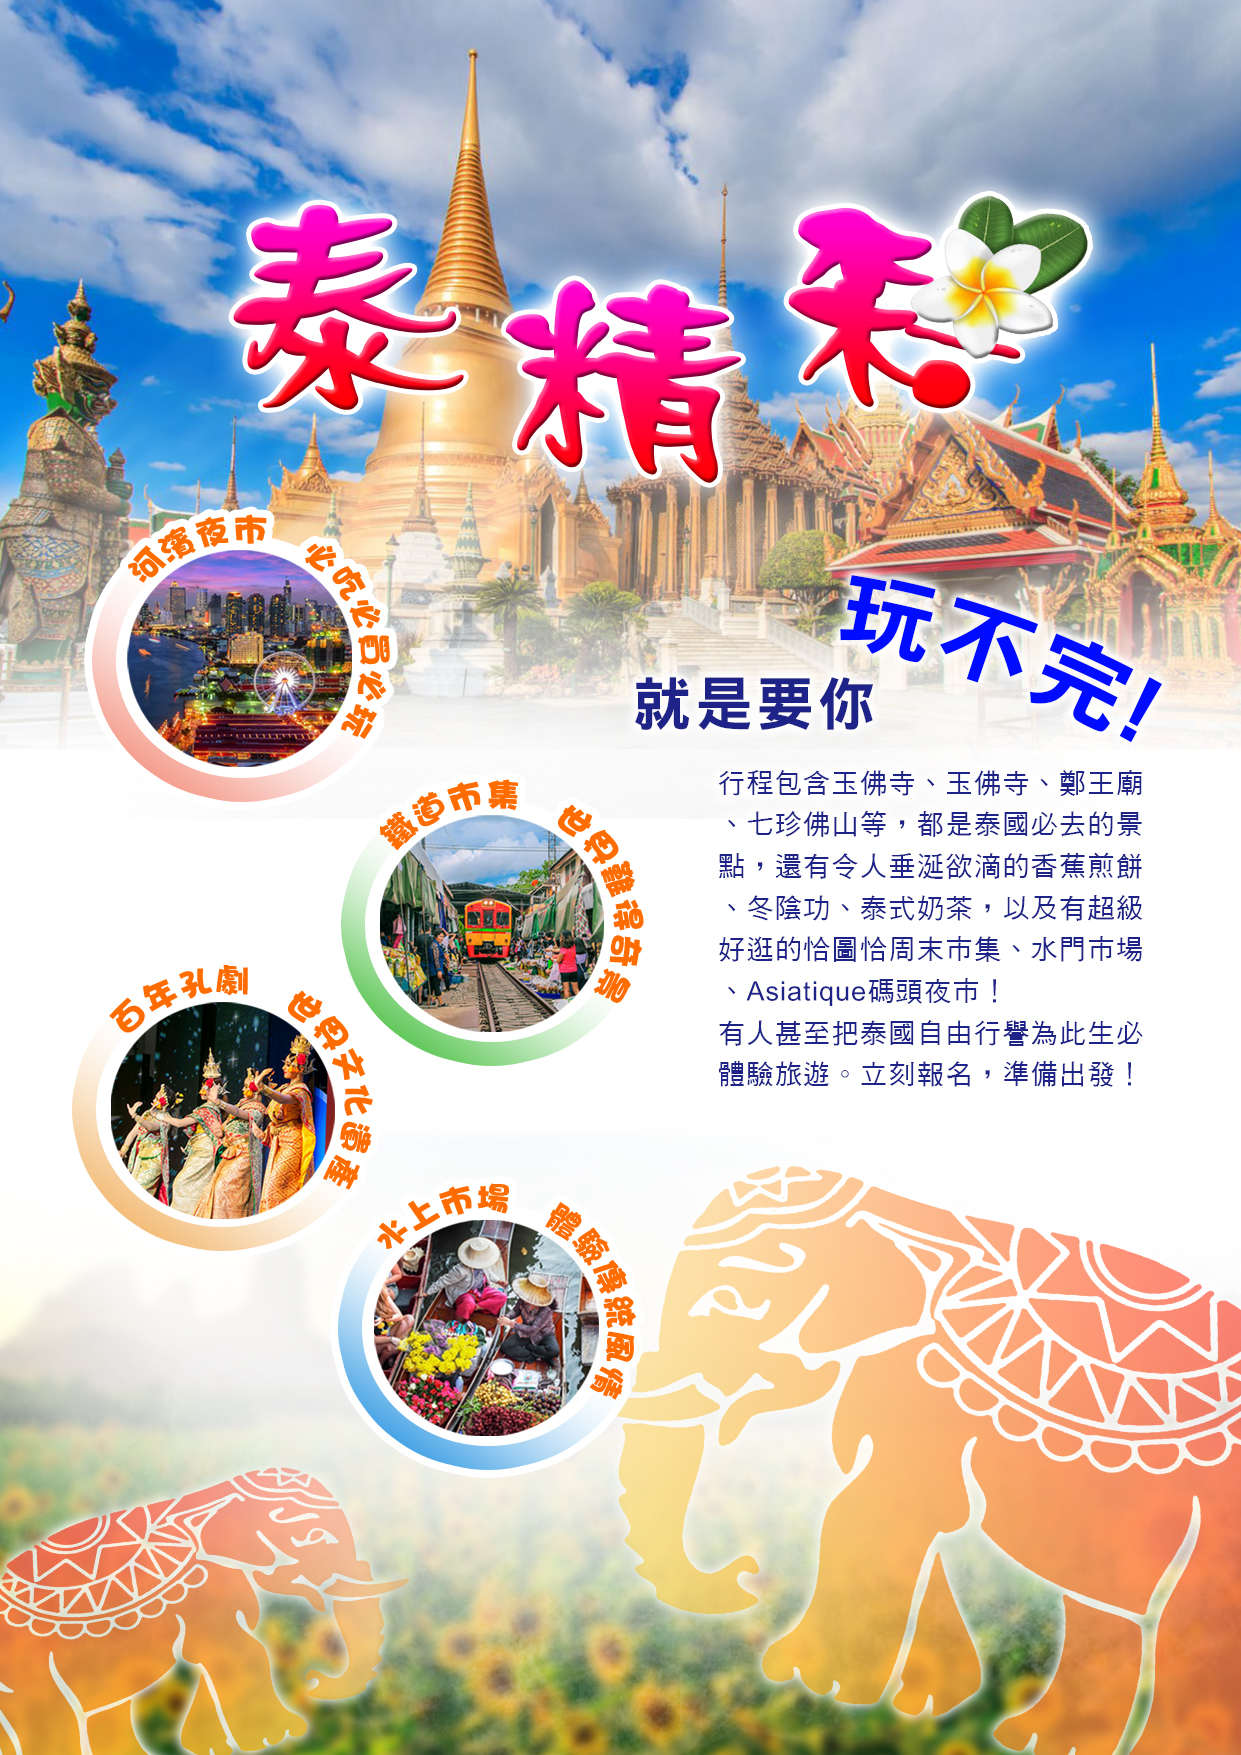 泰精采
玩不完!
就是要你
河濱夜市　必吃必買必玩
鐵道市集　世界難得奇景
百年孔劇　世界文化遺產
水上市場　體驗傳統風情
行程包含玉佛寺、玉佛寺、鄭王廟
、七珍佛山等，都是泰國必去的景
點，還有令人垂涎欲滴的香蕉煎餅
、冬陰功、泰式奶茶，以及有超級
好逛的恰圖恰周末市集、水門市場
、Asiatique碼頭夜市！
有人甚至把泰國自由行譽為此生必
體驗旅遊。立刻報名，準備出發！